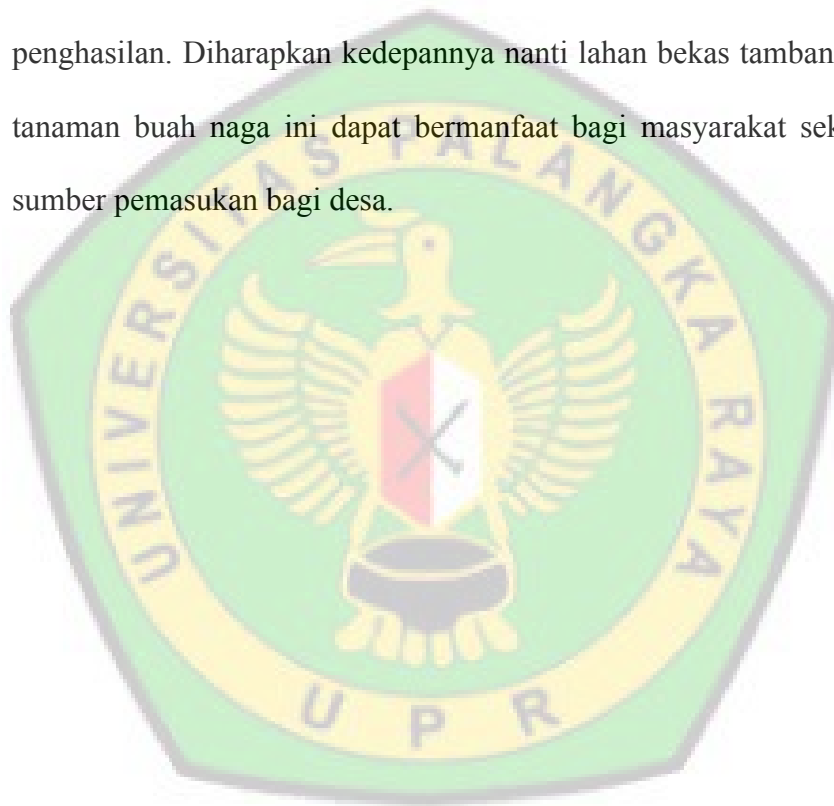 penghasilan. Diharapkan kedepannya nanti lahan bekas tamban
tanaman buah naga ini dapat bermanfaat bagi masyarakat sek
sumber pemasukan bagi desa.
UNIVERSITAS PALANGKA RAYA
UPR